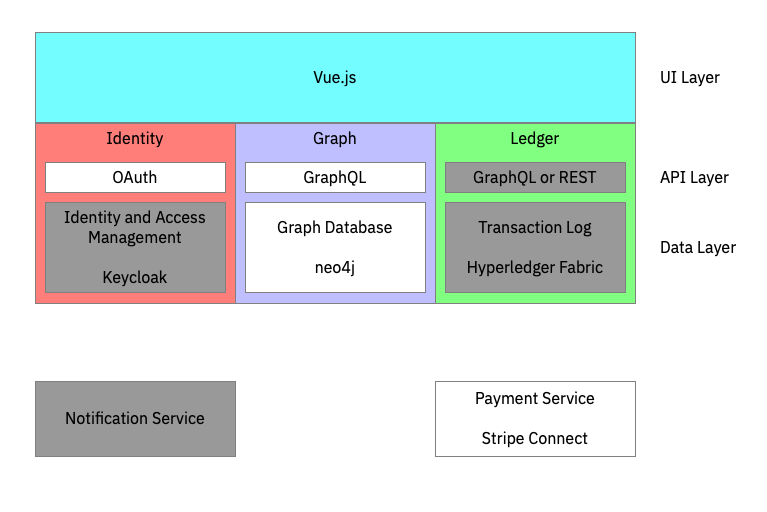 Vue.js
UI Layer
Identity
Graph
Ledger
OAuth
GraphQL
GraphQL or REST
API Layer
Identity and Access
Management
Keycloak
Graph Database
neo4j
Transaction Log
Hyperledger Fabric
Data Layer
Notification Service
Payment Service
Stripe Connect